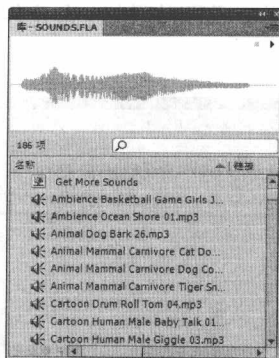 库 - SOUNDS.FLA
186 项
名称 链接
Get More Sounds
Ambience Basketball Game Girls J...
Ambience Ocean Shore 01.mp3
Animal Dog Bark 26.mp3
Animal Mammal Carnivore Cat Do...
Animal Mammal Carnivore Dog Co...
Animal Mammal Carnivore Tiger Sn...
Cartoon Drum Roll Tom 04.mp3
Cartoon Human Male Baby Talk 01...
Cartoon Human Male Giggle 03.mp3